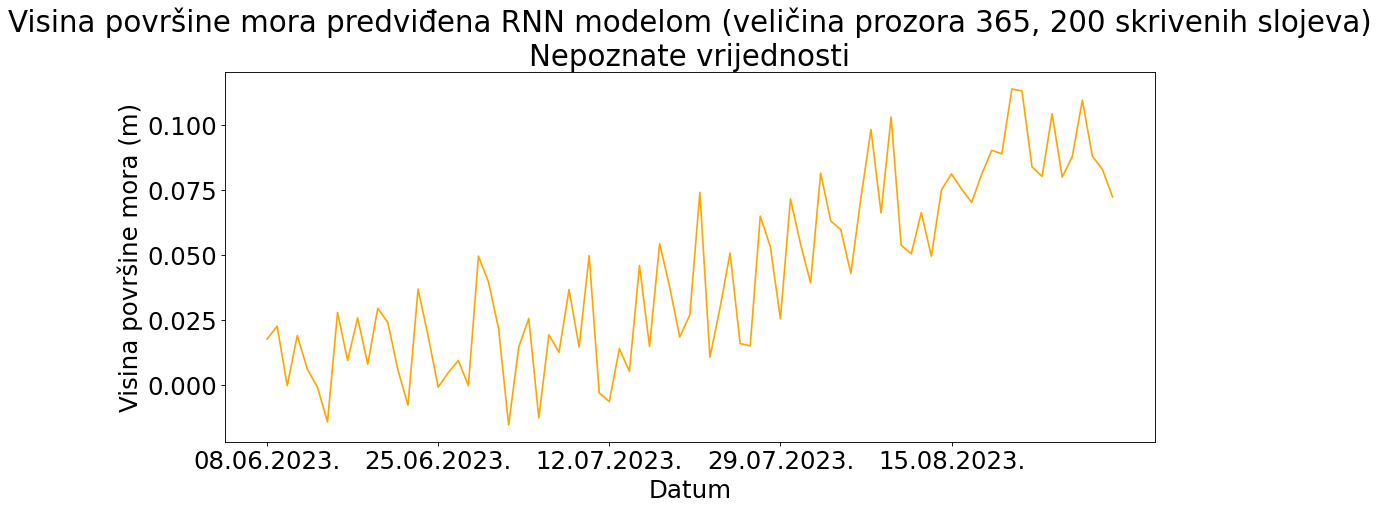 Visina površine mora predviđena RNN modelom (veličina prozora 365, 200 skrivenih slojeva)
Nepoznate vrijednosti
Visina površine mora (m)
0.100
0.075
0.050
0.025
0.000
08.06.2023. 25.06.2023. 12.07.2023. 29.07.2023. 15.08.2023.
Datum